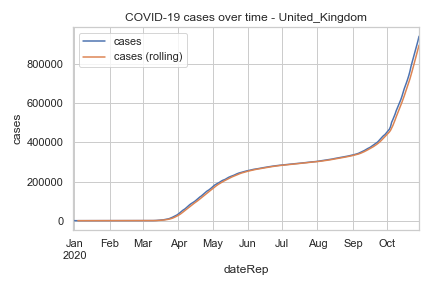 COVID-19 cases over time - United_Kingdom
cases
cases (rolling)
800000
600000
400000
200000
0
cases
Jan Feb Mar Apr May Jun Jul Aug Sep Oct
2020
dateRep